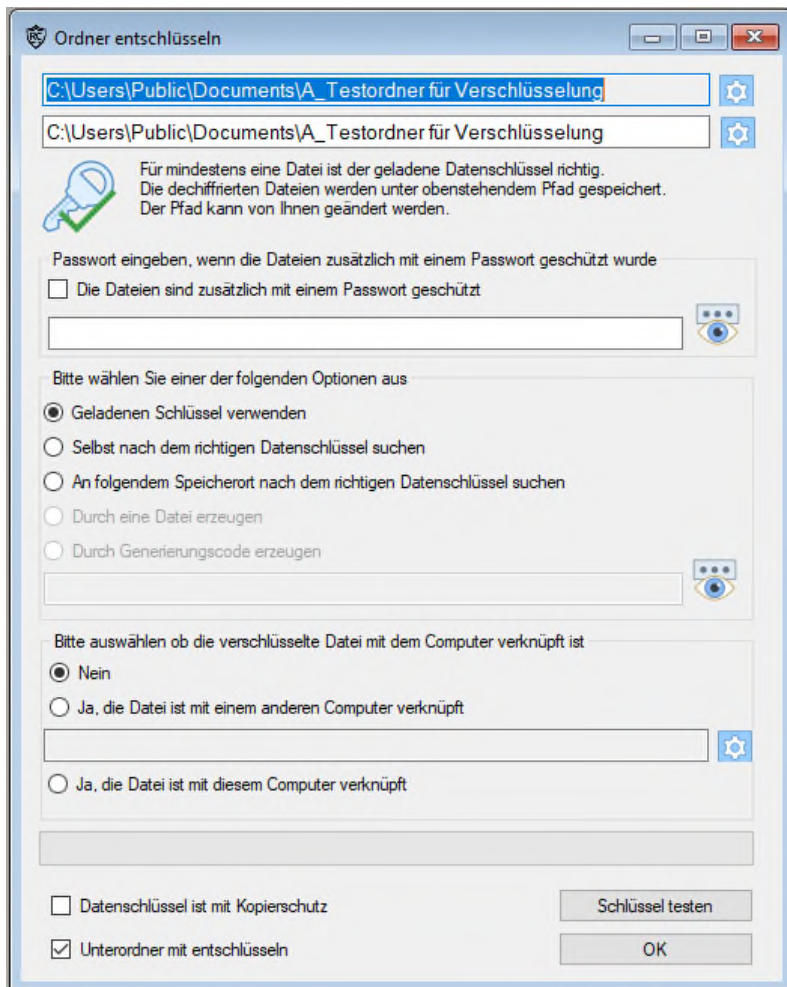 RC
Ordner entschlüsseln
C:\Users\Public\Documents\A_Testordner für Verschlüsselung
C:\Users\Public\Documents\A_Testordner für Verschlüsselung
Für mindestens eine Datei ist der geladene Datenschlüssel richtig.
Die dechiffrierten Dateien werden unter obenstehendem Pfad gespeichert.
Der Pfad kann von Ihnen geändert werden.
Passwort eingeben, wenn die Dateien zusätzlich mit einem Passwort geschützt wurde
Die Dateien sind zusätzlich mit einem Passwort geschützt
Bitte wählen Sie einer der folgenden Optionen aus
Geladenen Schlüssel verwenden
Selbst nach dem richtigen Datenschlüssel suchen
An folgendem Speicherort nach dem richtigen Datenschlüssel suchen
Durch eine Datei erzeugen
Durch Generierungscode erzeugen
Bitte auswählen ob die verschlüsselte Datei mit dem Computer verknüpft ist
Nein
Ja, die Datei ist mit einem anderen Computer verknüpft
Ja, die Datei ist mit diesem Computer verknüpft
Datenschlüssel ist mit Kopierschutz
Schlüssel testen
Unterordner mit entschlüsseln
OK